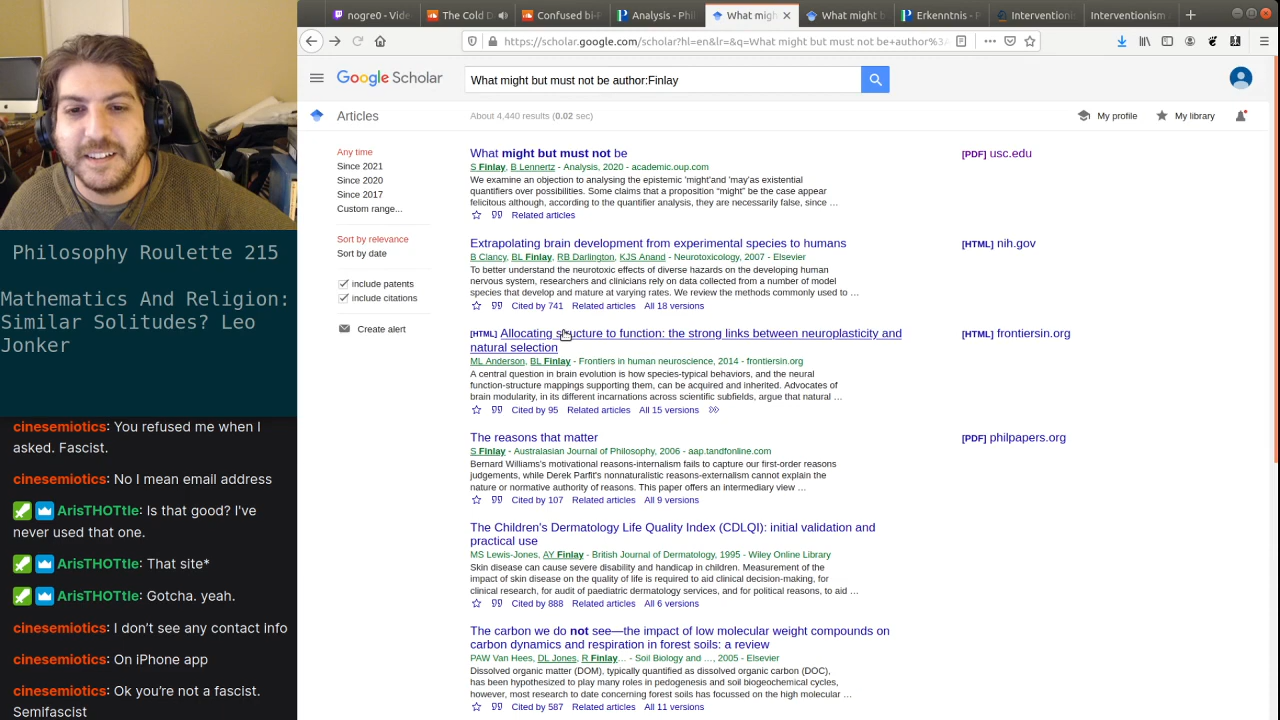 nogre0 - Vide
The Cold D
Confused bi-F
Analysis - Phil
What might bu
What might bu
Erkenntnis - F
Interventionis
Interventionism
https://scholar.google.com/scholar?hl=en&lr=&q=What might but must not be+author%3A
Google Scholar
What might but must not be author:Finlay
Articles
About 4,440 results (0.02 sec)
My profile
My library
Any time
Since 2021
Since 2020
Since 2017
Custom range...
Sort by relevance
Sort by date
include patents
include citations
Create alert
What might but must not be
[PDF] usc.edu
S Finlay, B Lennertz - Analysis, 2020 - academic.oup.com
We examine an objection to analysing the epistemic 'might'and 'may'as existential
quantifiers over possibilities. Some claims that a proposition “might” be the case appear
felicitous although, according to the quantifier analysis, they are necessarily false, since …
Related articles
Extrapolating brain development from experimental species to humans
[HTML] nih.gov
B Clancy, BL Finlay, RB Darlington, KJS Anand - Neurotoxicology, 2007 - Elsevier
To better understand the neurotoxic effects of diverse hazards on the developing human
nervous system, researchers and clinicians rely on data collected from a number of model
species that develop and mature at varying rates. We review the methods commonly used to …
Cited by 741 Related articles All 18 versions
[HTML] Allocating structure to function: the strong links between neuroplasticity and
natural selection
[HTML] frontiersin.org
ML Anderson, BL Finlay - Frontiers in human neuroscience, 2014 - frontiersin.org
A central question in brain evolution is how species-typical behaviors, and the neural
function-structure mappings supporting them, can be acquired and inherited. Advocates of
brain modularity, in its different incarnations across scientific subfields, argue that natural …
Cited by 95 Related articles All 15 versions
The reasons that matter
[PDF] philpapers.org
S Finlay - Australasian Journal of Philosophy, 2006 - aap.tandfonline.com
Bernard Williams's motivational reasons-internalism fails to capture our first-order reasons
judgements, while Derek Parfit's nonnaturalistic reasons-externalism cannot explain the
nature or normative authority of reasons. This paper offers an intermediary view …
Cited by 107 Related articles All 9 versions
The Children's Dermatology Life Quality Index (CDLQI): initial validation and
practical use
MS Lewis-Jones, AY Finlay - British Journal of Dermatology, 1995 - Wiley Online Library
Skin disease can cause severe disability and handicap in children. Measurement of the
impact of skin disease on the quality of life is required to aid clinical decision-making, for
clinical research, for audit of paediatric dermatology services, and for political reasons, to aid …
Cited by 888 Related articles All 6 versions
The carbon we do not see—the impact of low molecular weight compounds on
carbon dynamics and respiration in forest soils: a review
PAW Van Hees, DL Jones, R Finlay… - Soil Biology and …, 2005 - Elsevier
Dissolved organic matter (DOM), typically quantified as dissolved organic carbon (DOC),
has been hypothesized to play many roles in pedogenesis and soil biogeochemical cycles,
however, most research to date concerning forest soils has focussed on the high molecular …
Cited by 587 Related articles All 11 versions
Philosophy Roulette 215
Mathematics And Religion:
Similar Solitudes? Leo
Jonker
cinesemiotics: You refused me when I
asked. Fascist.
cinesemiotics: No I mean email address
ArisTHOTtle: Is that good? I've
never used that one.
ArisTHOTtle: That site*
ArisTHOTtle: Gotcha. yeah.
cinesemiotics: I don’t see any contact info
cinesemiotics: On iPhone app
cinesemiotics: Ok you’re not a fascist.
Semifascist